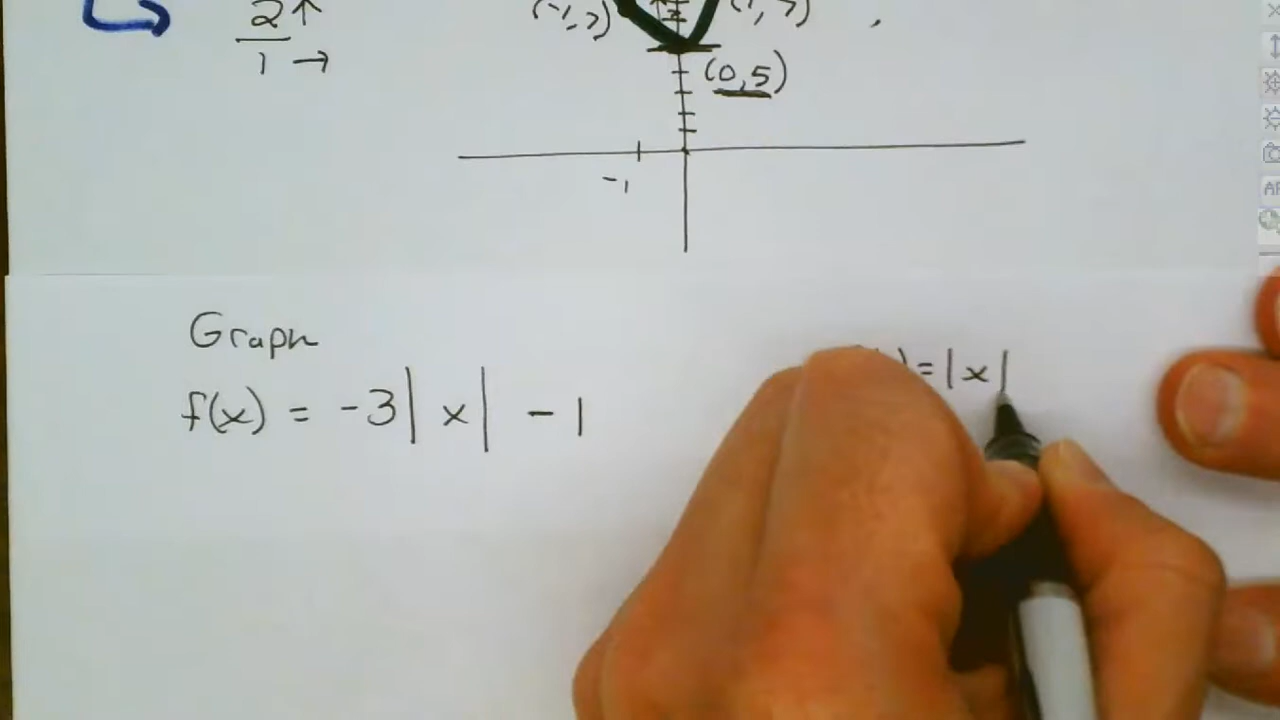 2↑
1 →
(-1,7)
(1,7)
(0,5)
-1
Graph
f(x) = -3|x| - 1
) = |x|